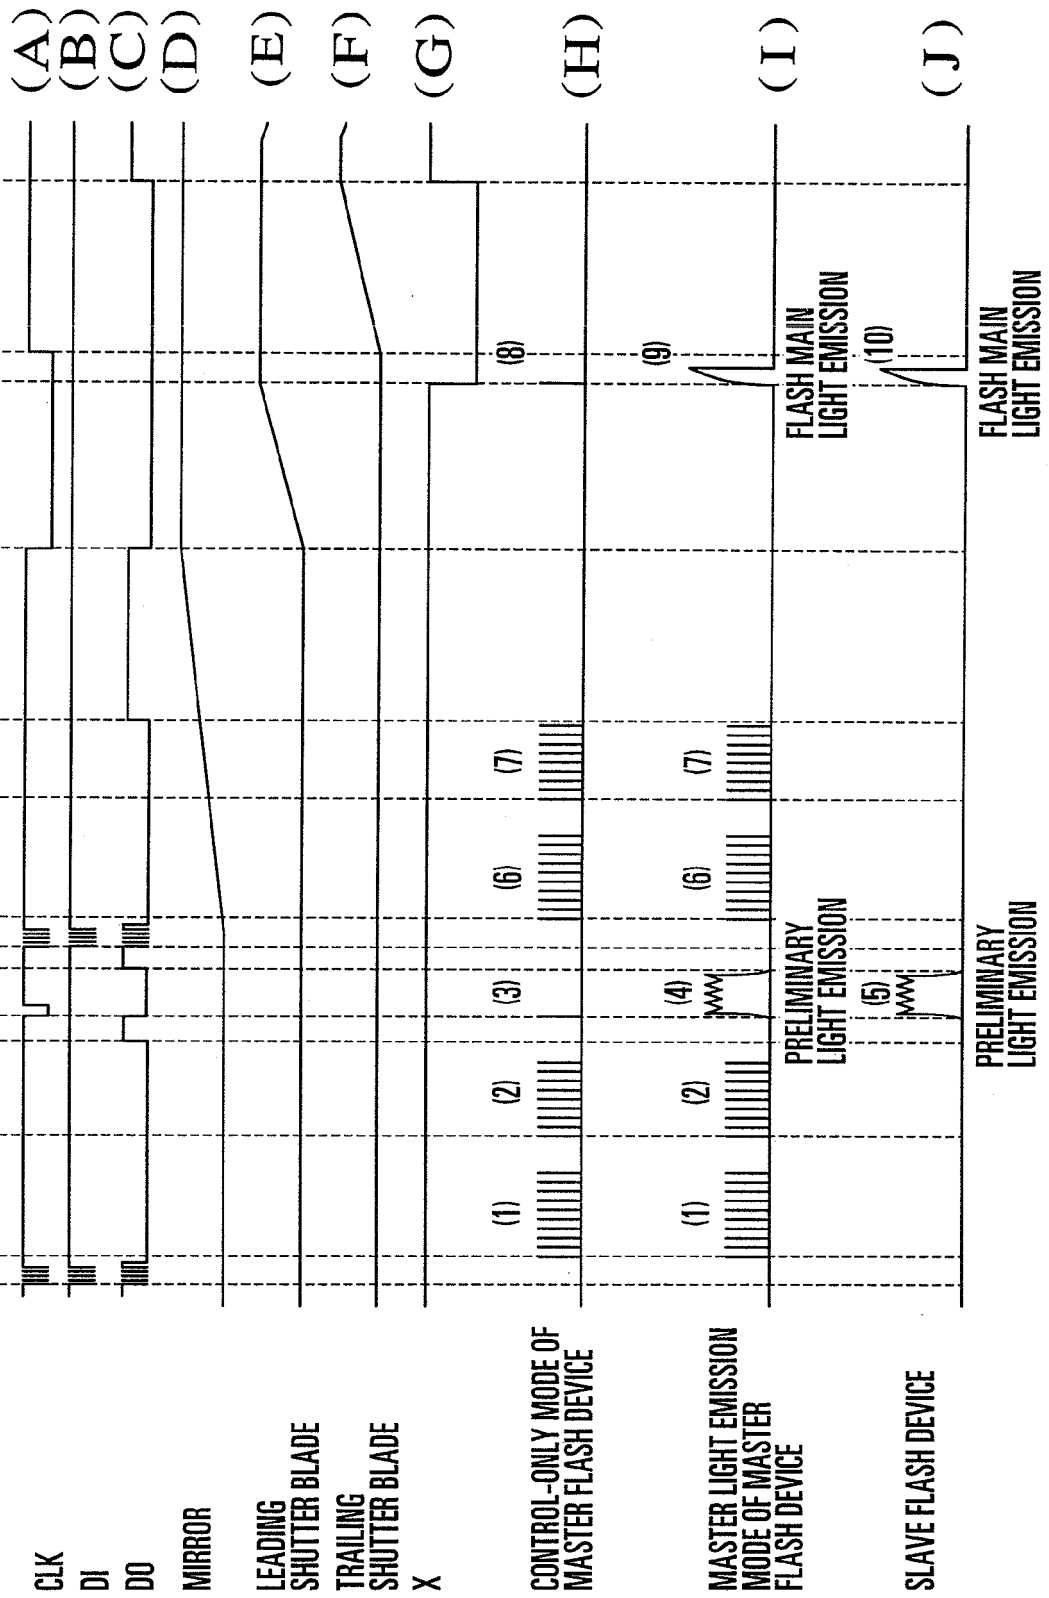 CLK
DI
DO
MIRROR
LEADING
SHUTTER BLADE
TRAILING
SHUTTER BLADE
X
CONTROL-ONLY MODE OF
MASTER FLASH DEVICE
MASTER LIGHT EMISSION
MODE OF MASTER
FLASH DEVICE
SLAVE FLASH DEVICE
(1)
(2)
(3)
(6)
(7)
(8)
(1)
(2)
(4)
PRELIMINARY
LIGHT EMISSION
(6)
(7)
(9)
FLASH MAIN
LIGHT EMISSION
(5)
PRELIMINARY
LIGHT EMISSION
(10)
FLASH MAIN
LIGHT EMISSION
(A)
(B)
(C)
(D)
(E)
(F)
(G)
(H)
(I)
(J)